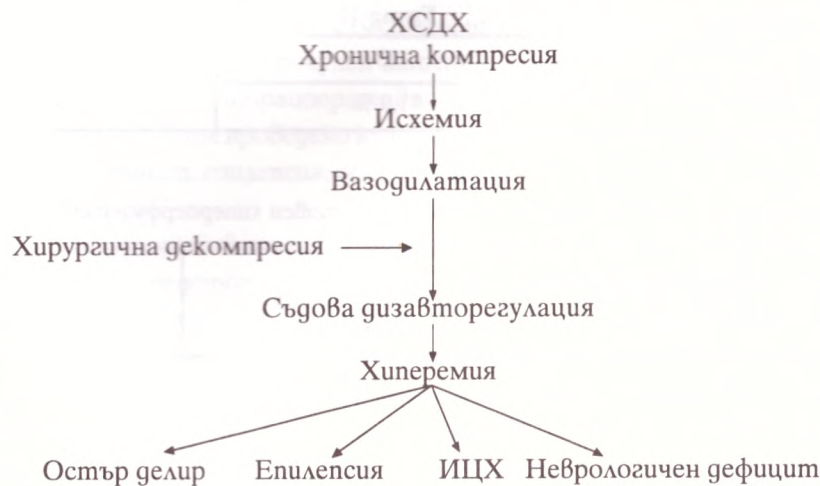 ХСДХ
Хронична компресия
Исхемия
Вазодилатация
Хирургична декомпресия
Съдова дизавторегулация
Хиперемия
Остър делир Епилепсия ИЦХ Неврологичен дефицит